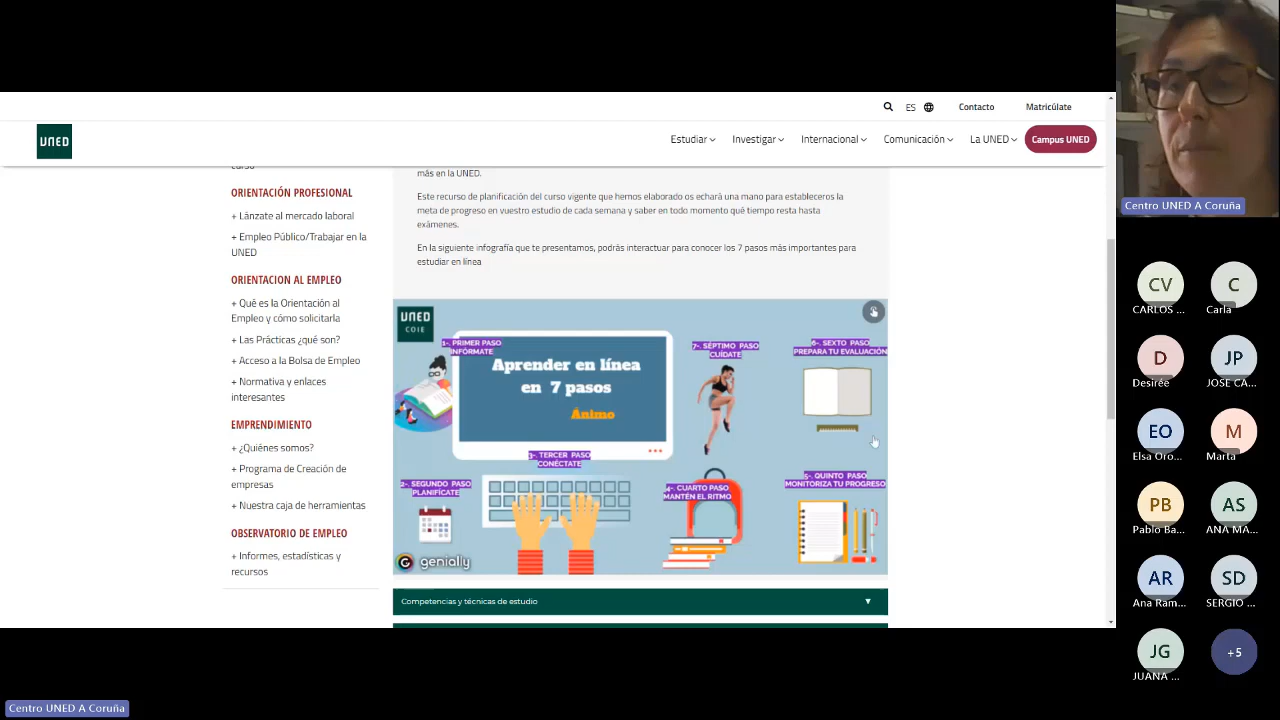 ES
Contacto
Matricúlate
UNED
Estudiar
Investigar
Internacional
Comunicación
La UNED
Campus UNED
curso
ORIENTACIÓN PROFESIONAL
+ Lánzate al mercado laboral
+ Empleo Público/Trabajar en la
UNED
ORIENTACION AL EMPLEO
+ Qué es la Orientación al
Empleo y cómo solicitarla
+ Las Prácticas ¿qué son?
+ Acceso a la Bolsa de Empleo
+ Normativa y enlaces
interesantes
EMPRENDIMIENTO
+ ¿Quiénes somos?
+ Programa de Creación de
empresas
+ Nuestra caja de herramientas
OBSERVATORIO DE EMPLEO
+ Informes, estadísticas y
recursos
más en la UNED.
Este recurso de planificación del curso vigente que hemos elaborado os echará una mano para estableceros la
meta de progreso en vuestro estudio de cada semana y saber en todo momento qué tiempo resta hasta
exámenes.
En la siguiente infografía que te presentamos, podrás interactuar para conocer los 7 pasos más importantes para
estudiar en línea
UNED
COIE
1-. PRIMER PASO
INFÓRMATE
Aprender en línea
en 7 pasos
Ánimo
7-. SÉPTIMO PASO
CUÍDATE
6-. SEXTO PASO
PREPARA TU EVALUACIÓN
3-. TERCER PASO
CONÉCTATE
2-. SEGUNDO PASO
PLANIFÍCATE
4-. CUARTO PASO
MANTÉN EL RITMO
5-. QUINTO PASO
MONITORIZA TU PROGRESO
genially
Competencias y técnicas de estudio
Centro UNED A Coruña
CV
CARLOS ...
C
Carla
D
Desirée
JP
JOSE CA...
EO
Elsa Oro...
M
Marta
PB
Pablo Ba...
AS
ANA MA...
AR
Ana Ram...
SD
SERGIO ...
JG
JUANA ...
+5
Centro UNED A Coruña